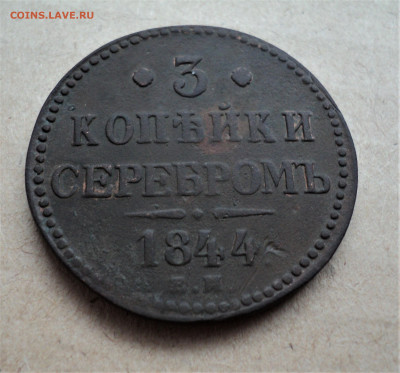 COINS.LAVE.RU
3
КОПѢЙКИ
СЕРЕБРОМЪ
1844
Е.М.